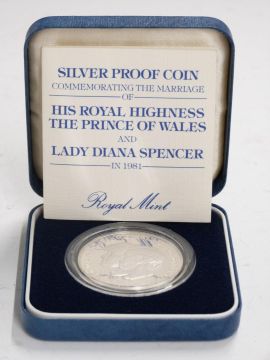 SILVER PROOF COIN
COMMEMORATING THE MARRIAGE
OF
HIS ROYAL HIGHNESS
THE PRINCE OF WALES
AND
LADY DIANA SPENCER
IN 1981
Royal Mint